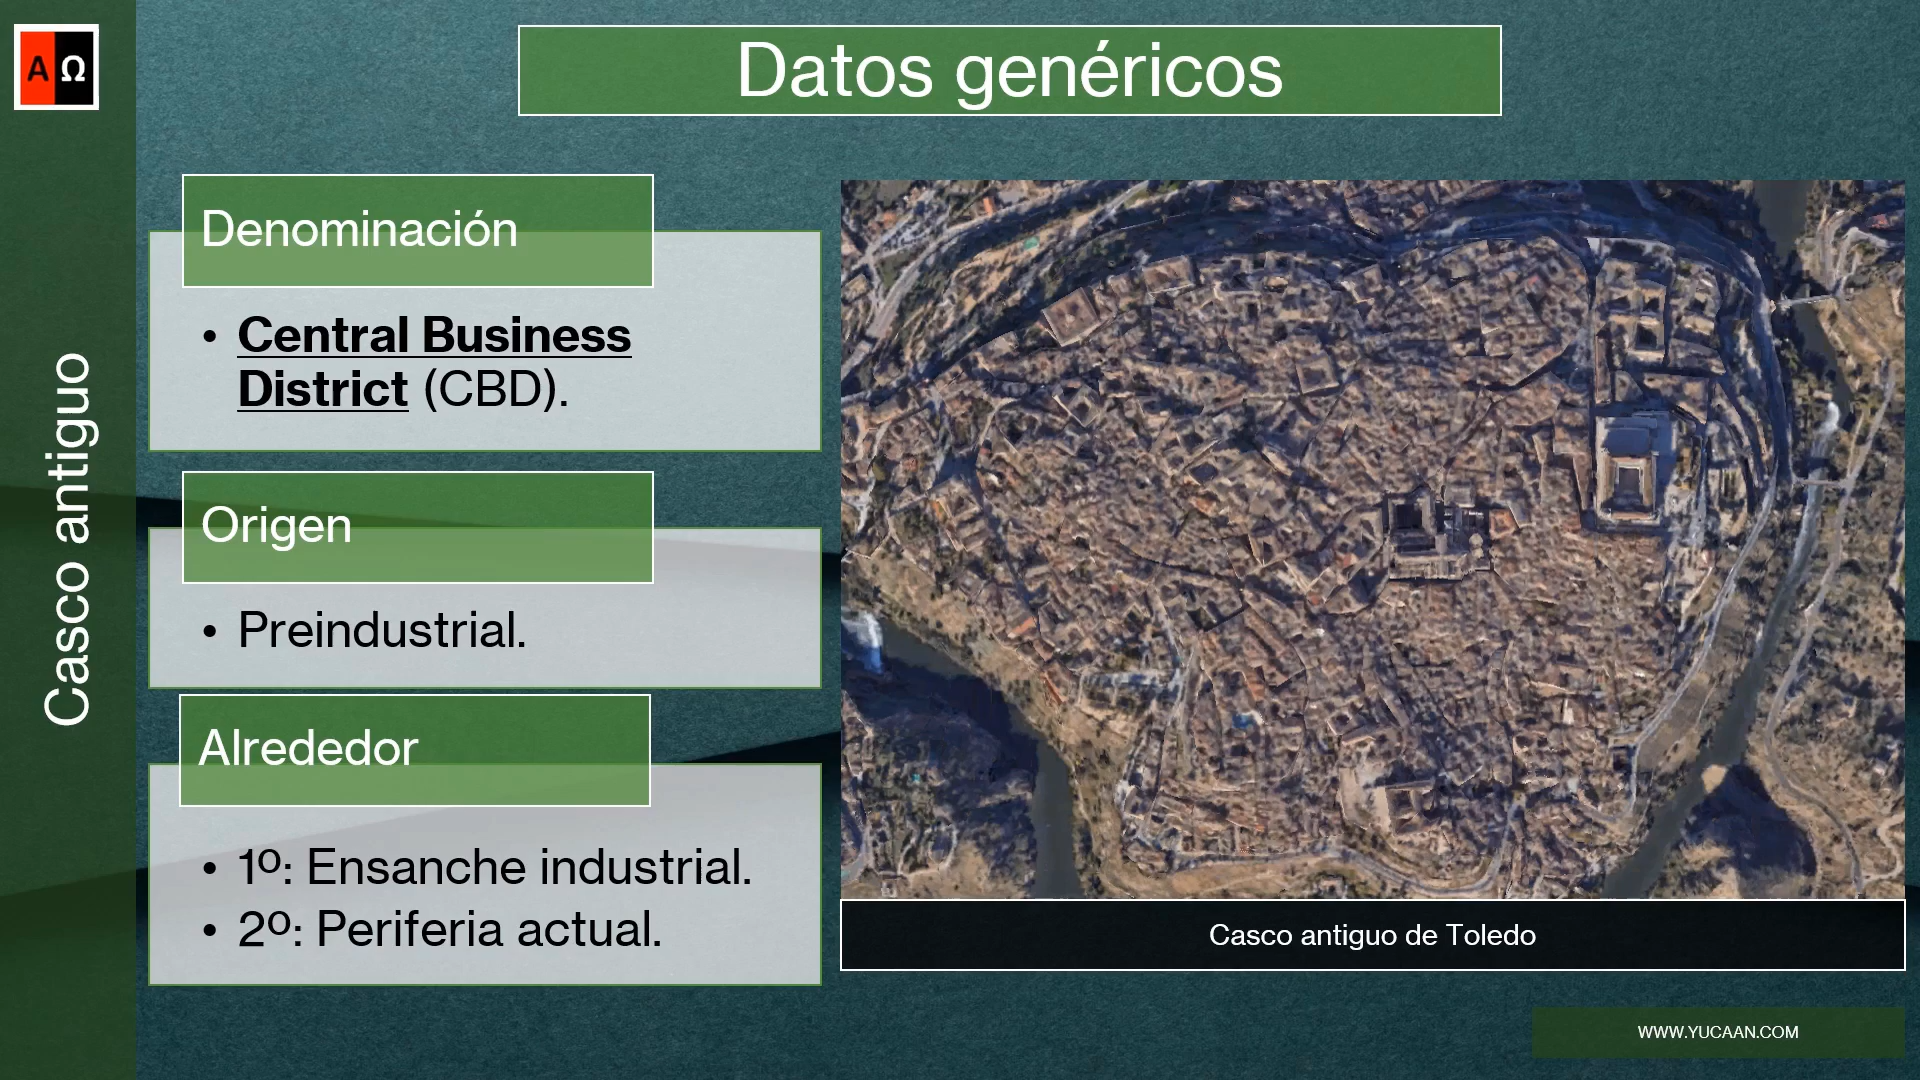 A Ω
Datos genéricos
Casco antiguo
Denominación
• Central Business
District (CBD).
Origen
• Preindustrial.
Alrededor
• 1º: Ensanche industrial.
• 2º: Periferia actual.
Casco antiguo de Toledo
WWW.YUCAAN.COM